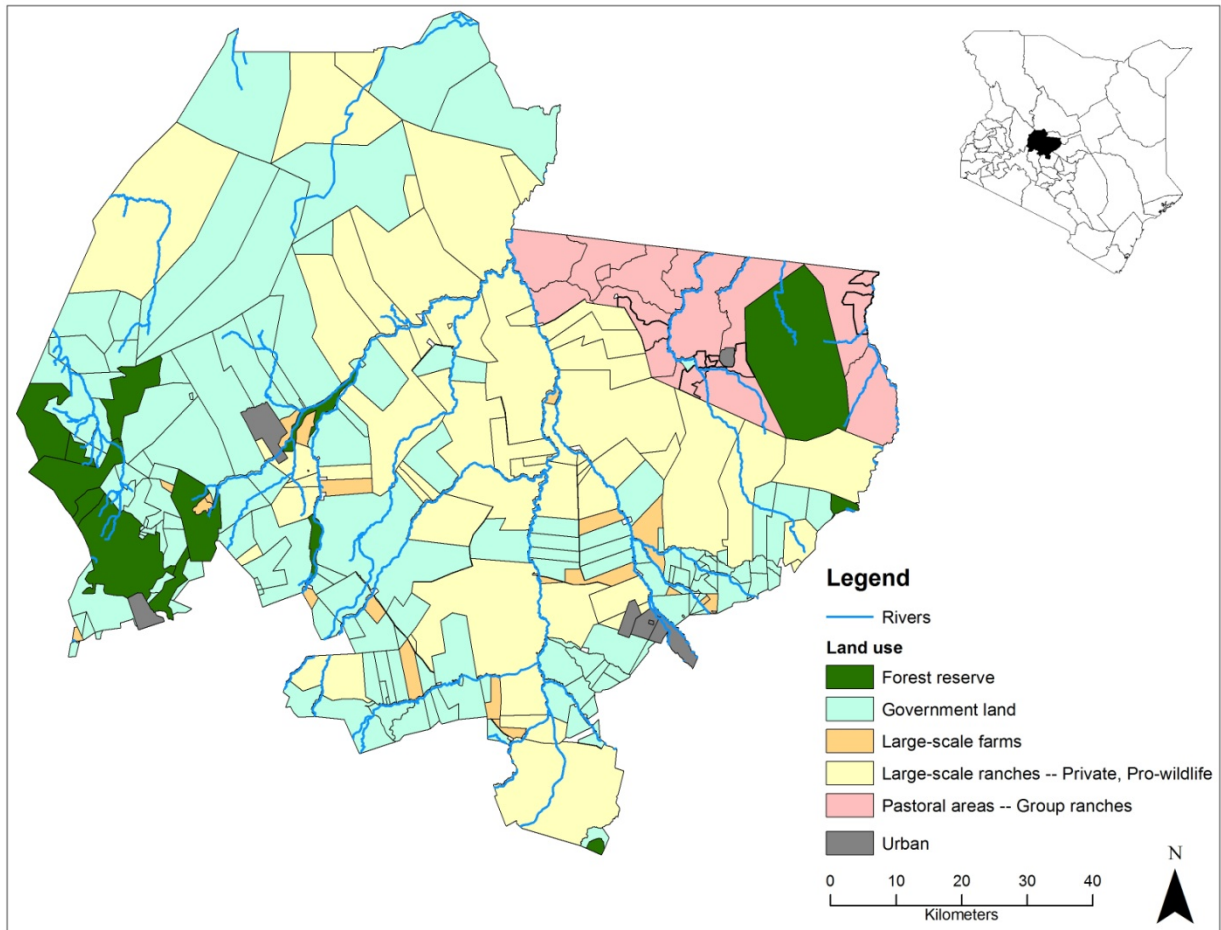 Legend
Rivers
Land use
Forest reserve
Government land
Large-scale farms
Large-scale ranches -- Private, Pro-wildlife
Pastoral areas -- Group ranches
Urban
0 10 20 30 40
Kilometers
N